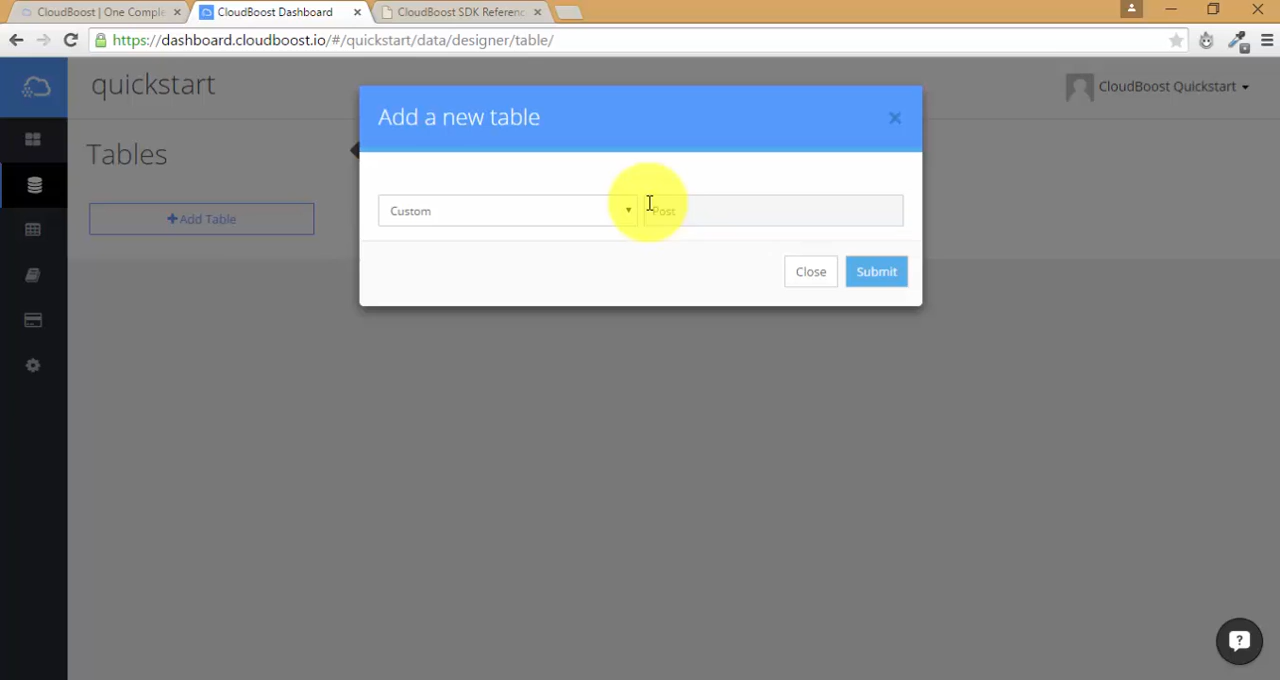 CloudBoost | One Comple
CloudBoost Dashboard
CloudBoost SDK Referenc
https://dashboard.cloudboost.io/#/quickstart/data/designer/table/
quickstart
CloudBoost Quickstart
Add a new table
Tables
Custom
Post
+Add Table
Close
Submit